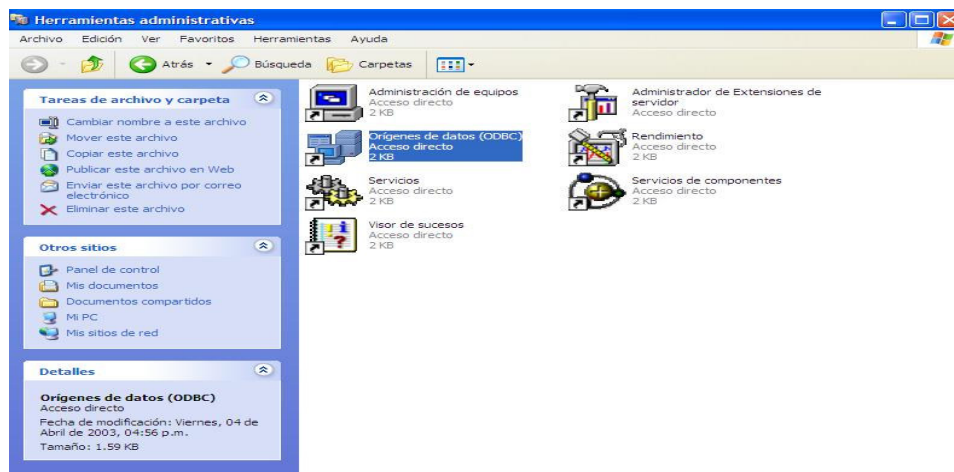 Herramientas administrativas
Archivo Edición Ver Favoritos Herramientas Ayuda
Atrás Búsqueda Carpetas
Tareas de archivo y carpeta
Cambiar nombre a este archivo
Mover este archivo
Copiar este archivo
Publicar este archivo en Web
Enviar este archivo por correo
electrónico
Eliminar este archivo
Otros sitios
Panel de control
Mis documentos
Documentos compartidos
Mi PC
Mis sitios de red
Detalles
Orígenes de datos (ODBC)
Acceso directo
Fecha de modificación: Viernes, 04 de
Abril de 2003, 04:56 p.m.
Tamaño: 1.59 KB
Administración de equipos
Acceso directo
2 KB
Administrador de Extensiones de
servidor
Acceso directo
Orígenes de datos (ODBC)
Acceso directo
2 KB
Rendimiento
Acceso directo
2 KB
Servicios
Acceso directo
2 KB
Servicios de componentes
Acceso directo
2 KB
Visor de sucesos
Acceso directo
2 KB